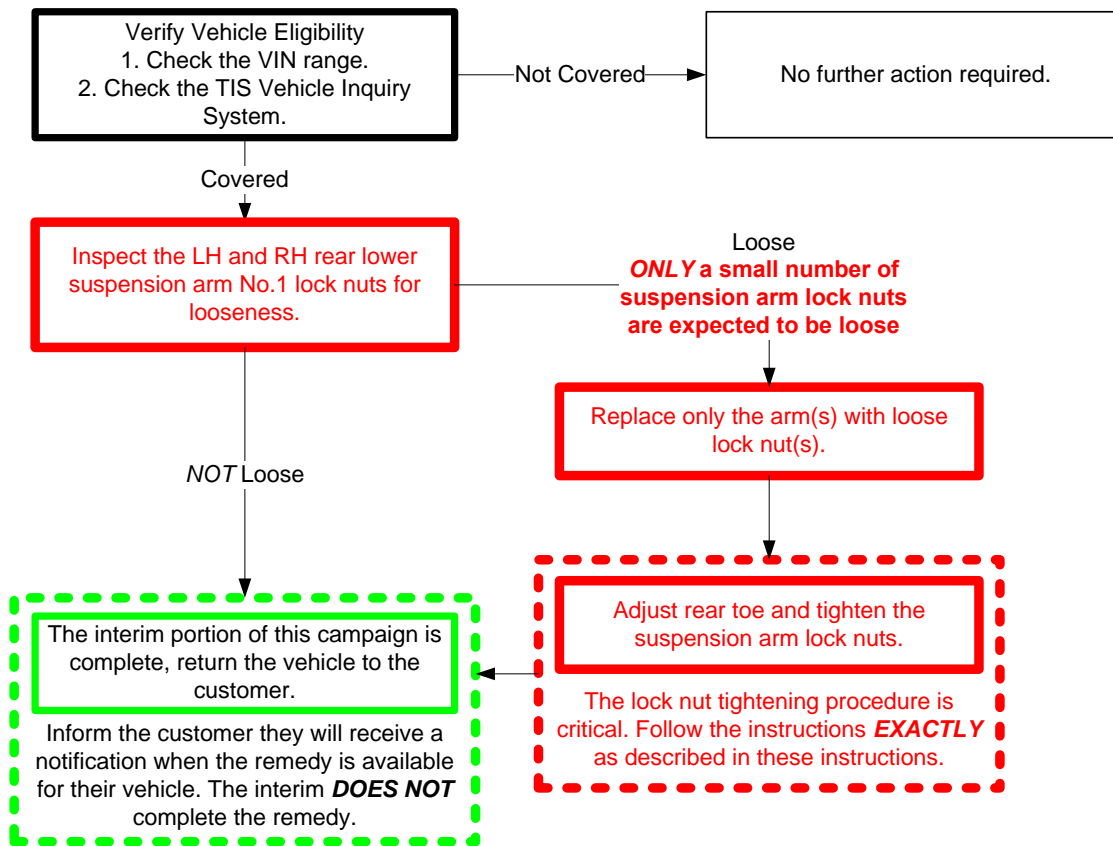 Verify Vehicle Eligibility
1. Check the VIN range.
2. Check the TIS Vehicle Inquiry
System.
Not Covered
No further action required.
Covered
Inspect the LH and RH rear lower
suspension arm No.1 lock nuts for
looseness.
Loose
ONLY a small number of
suspension arm lock nuts
are expected to be loose
Replace only the arm(s) with loose
lock nut(s).
NOT Loose
Adjust rear toe and tighten the
suspension arm lock nuts.
The lock nut tightening procedure is
critical. Follow the instructions EXACTLY
as described in these instructions.
The interim portion of this campaign is
complete, return the vehicle to the
customer.
Inform the customer they will receive a
notification when the remedy is available
for their vehicle. The interim DOES NOT
complete the remedy.